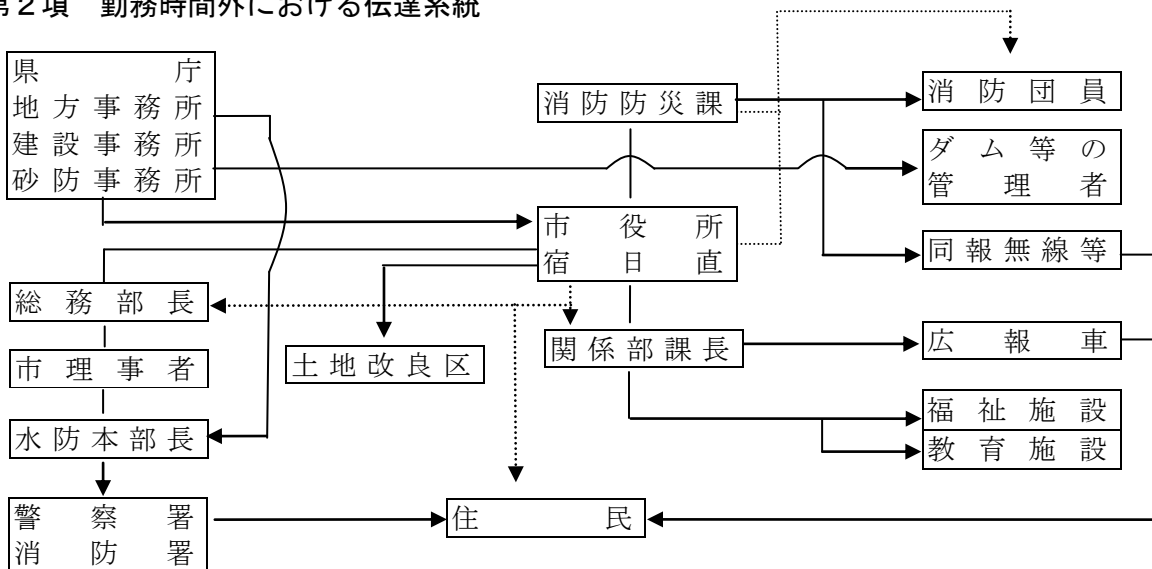 第2項　勤務時間外における伝達系統
県庁
地方事務所
建設事務所
砂防事務所
消防防災課
消防団員
ダム等の
管理者
市役所
宿日直
同報無線等
総務部長
土地改良区
関係部課長
広報車
市理事者
福祉施設
水防本部長
教育施設
警察署
消防署
住民